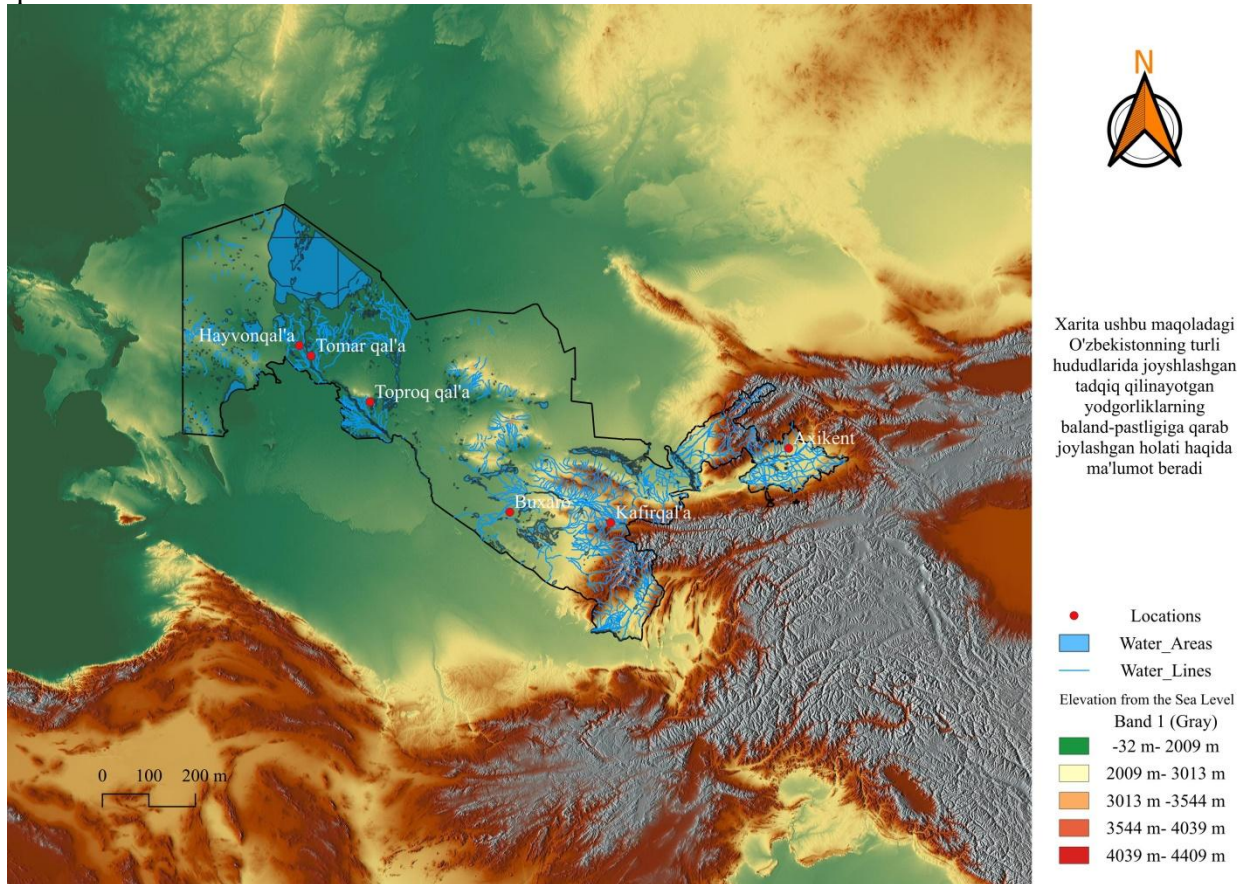 N
Hayvonqal'a
Tomar qal'a
Toproq qal'a
Axikent
Buxaro
Kafirqal'a
0 100 200 m
Xarita ushbu maqoladagi
O'zbekistonning turli
hududlarida joyshlashgan
tadqiq qilinayotgan
yodgorliklarning
baland-pastligiga qarab
joylashgan holati haqida
ma'lumot beradi
Locations
Water_Areas
Water_Lines
Elevation from the Sea Level
Band 1 (Gray)
-32 m- 2009 m
2009 m- 3013 m
3013 m -3544 m
3544 m- 4039 m
4039 m- 4409 m